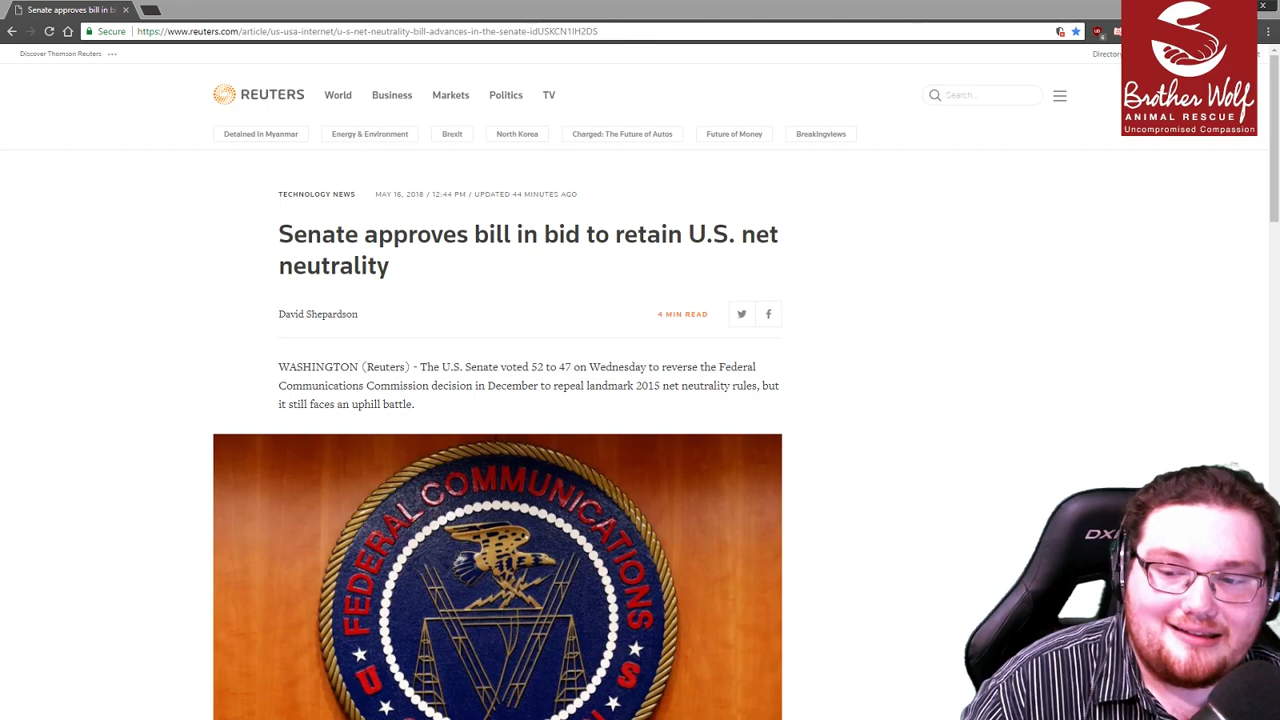 Senate approves bill in b
Secure
https://www.reuters.com/article/us-usa-internet/u-s-net-neutrality-bill-advances-in-the-senate-idUSKCN1IH2DS
Discover Thomson Reuters
REUTERS World Business Markets Politics TV
Search...
Detained in Myanmar Energy & Environment Brexit North Korea Charged: The Future of Autos Future of Money Breakingviews
Brother Wolf
ANIMAL RESCUE
Uncompromised Compassion
TECHNOLOGY NEWS MAY 16, 2018 / 12:44 PM / UPDATED 44 MINUTES AGO
Senate approves bill in bid to retain U.S. net
neutrality
David Shepardson
4 MIN READ
WASHINGTON (Reuters) - The U.S. Senate voted 52 to 47 on Wednesday to reverse the Federal
Communications Commission decision in December to repeal landmark 2015 net neutrality rules, but
it still faces an uphill battle.
FEDERAL COMMUNICATIONS
U S